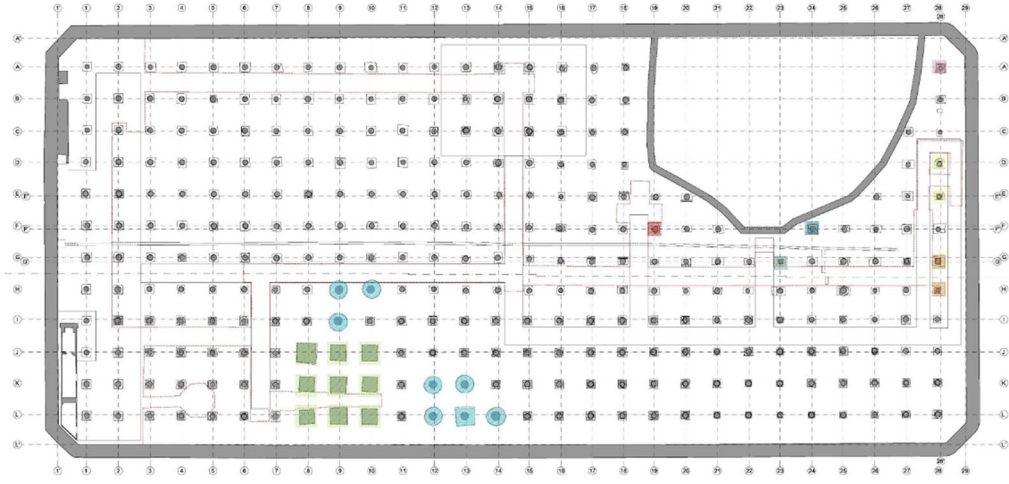 1' 1 2 3 4 5 6 7 8 9 10 11 12 13 14 15 16 17 18 19 20 21 22 23 24 25 26 27 28 29
28'
A' A'
A A
B B
C C
D D
E E
F F
G G
H H
I I
J J
K K
L L
L' L'
28'
1' 1 2 3 4 5 6 7 8 9 10 11 12 13 14 15 16 17 18 19 20 21 22 23 24 25 26 27 28 29